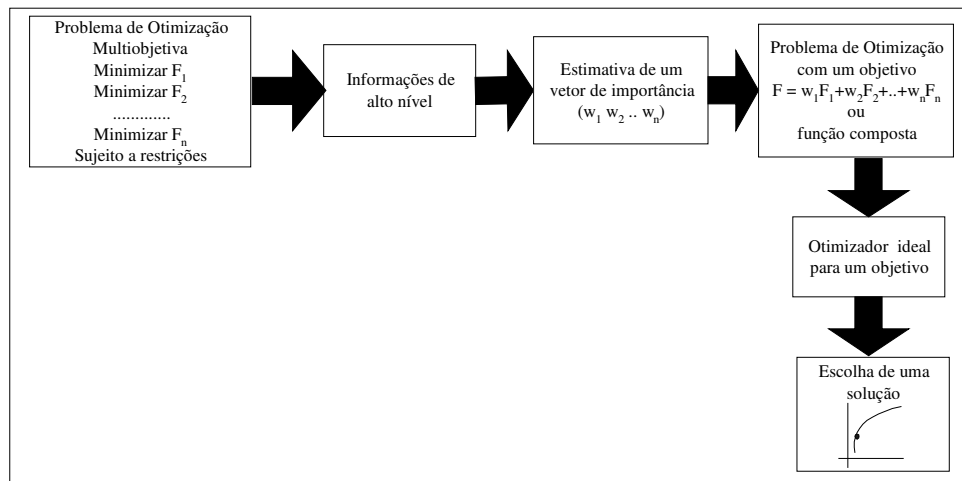 Problema de Otimização
Multiobjetiva
Minimizar F₁
Minimizar F₂
.............
Minimizar Fₙ
Sujeito a restrições
Informações de
alto nível
Estimativa de um
vetor de importância
(w₁ w₂ .. wₙ)
Problema de Otimização
com um objetivo
F = w₁F₁+w₂F₂+..+wₙFₙ
ou
função composta
Otimizador ideal
para um objetivo
Escolha de uma
solução